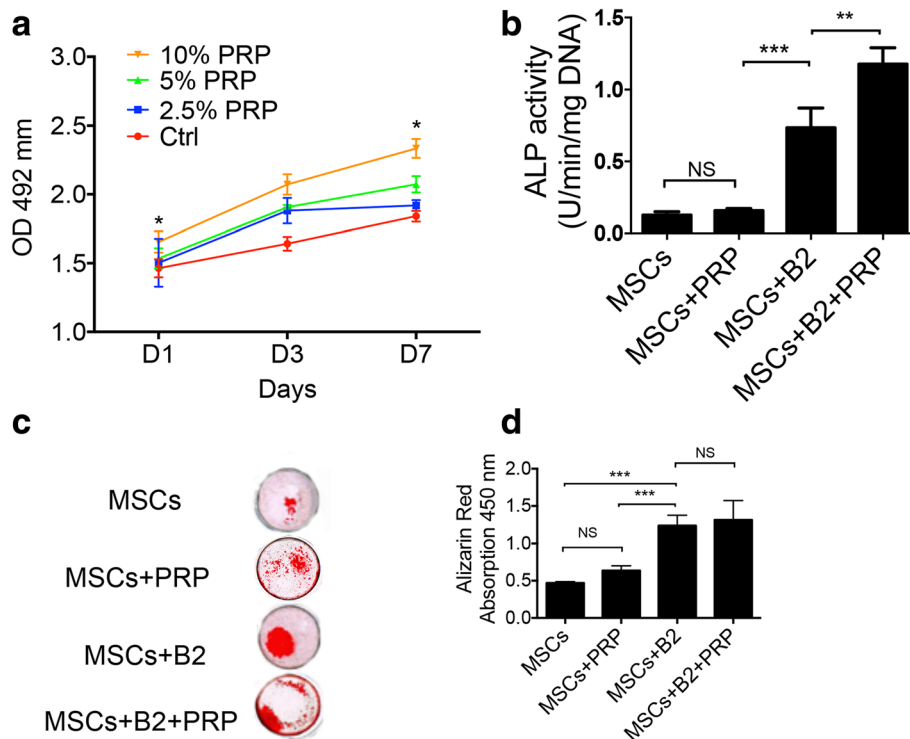 a
10% PRP
5% PRP
2.5% PRP
Ctrl
3.0
2.5
2.0
1.5
1.0
OD 492 mm
*
*
D1 D3 D7
Days
b
**
***
NS
1.5
1.0
0.5
0.0
ALP activity
(U/min/mg DNA)
MSCs
MSCs+PRP
MSCs+B2
MSCs+B2+PRP
c
MSCs
MSCs+PRP
MSCs+B2
MSCs+B2+PRP
d
NS
***
***
NS
2.0
1.5
1.0
0.5
0.0
Alizarin Red
Absorption 450 nm
MSCs
MSCs+PRP
MSCs+B2
MSCs+B2+PRP